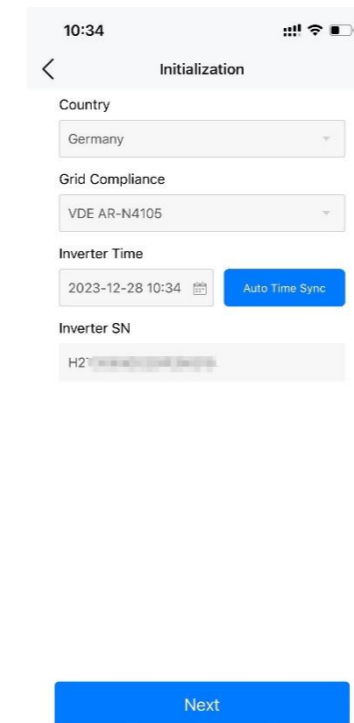 10:34
Initialization
Country
Germany
Grid Compliance
VDE AR-N4105
Inverter Time
2023-12-28 10:34
Auto Time Sync
Inverter SN
H2
Next